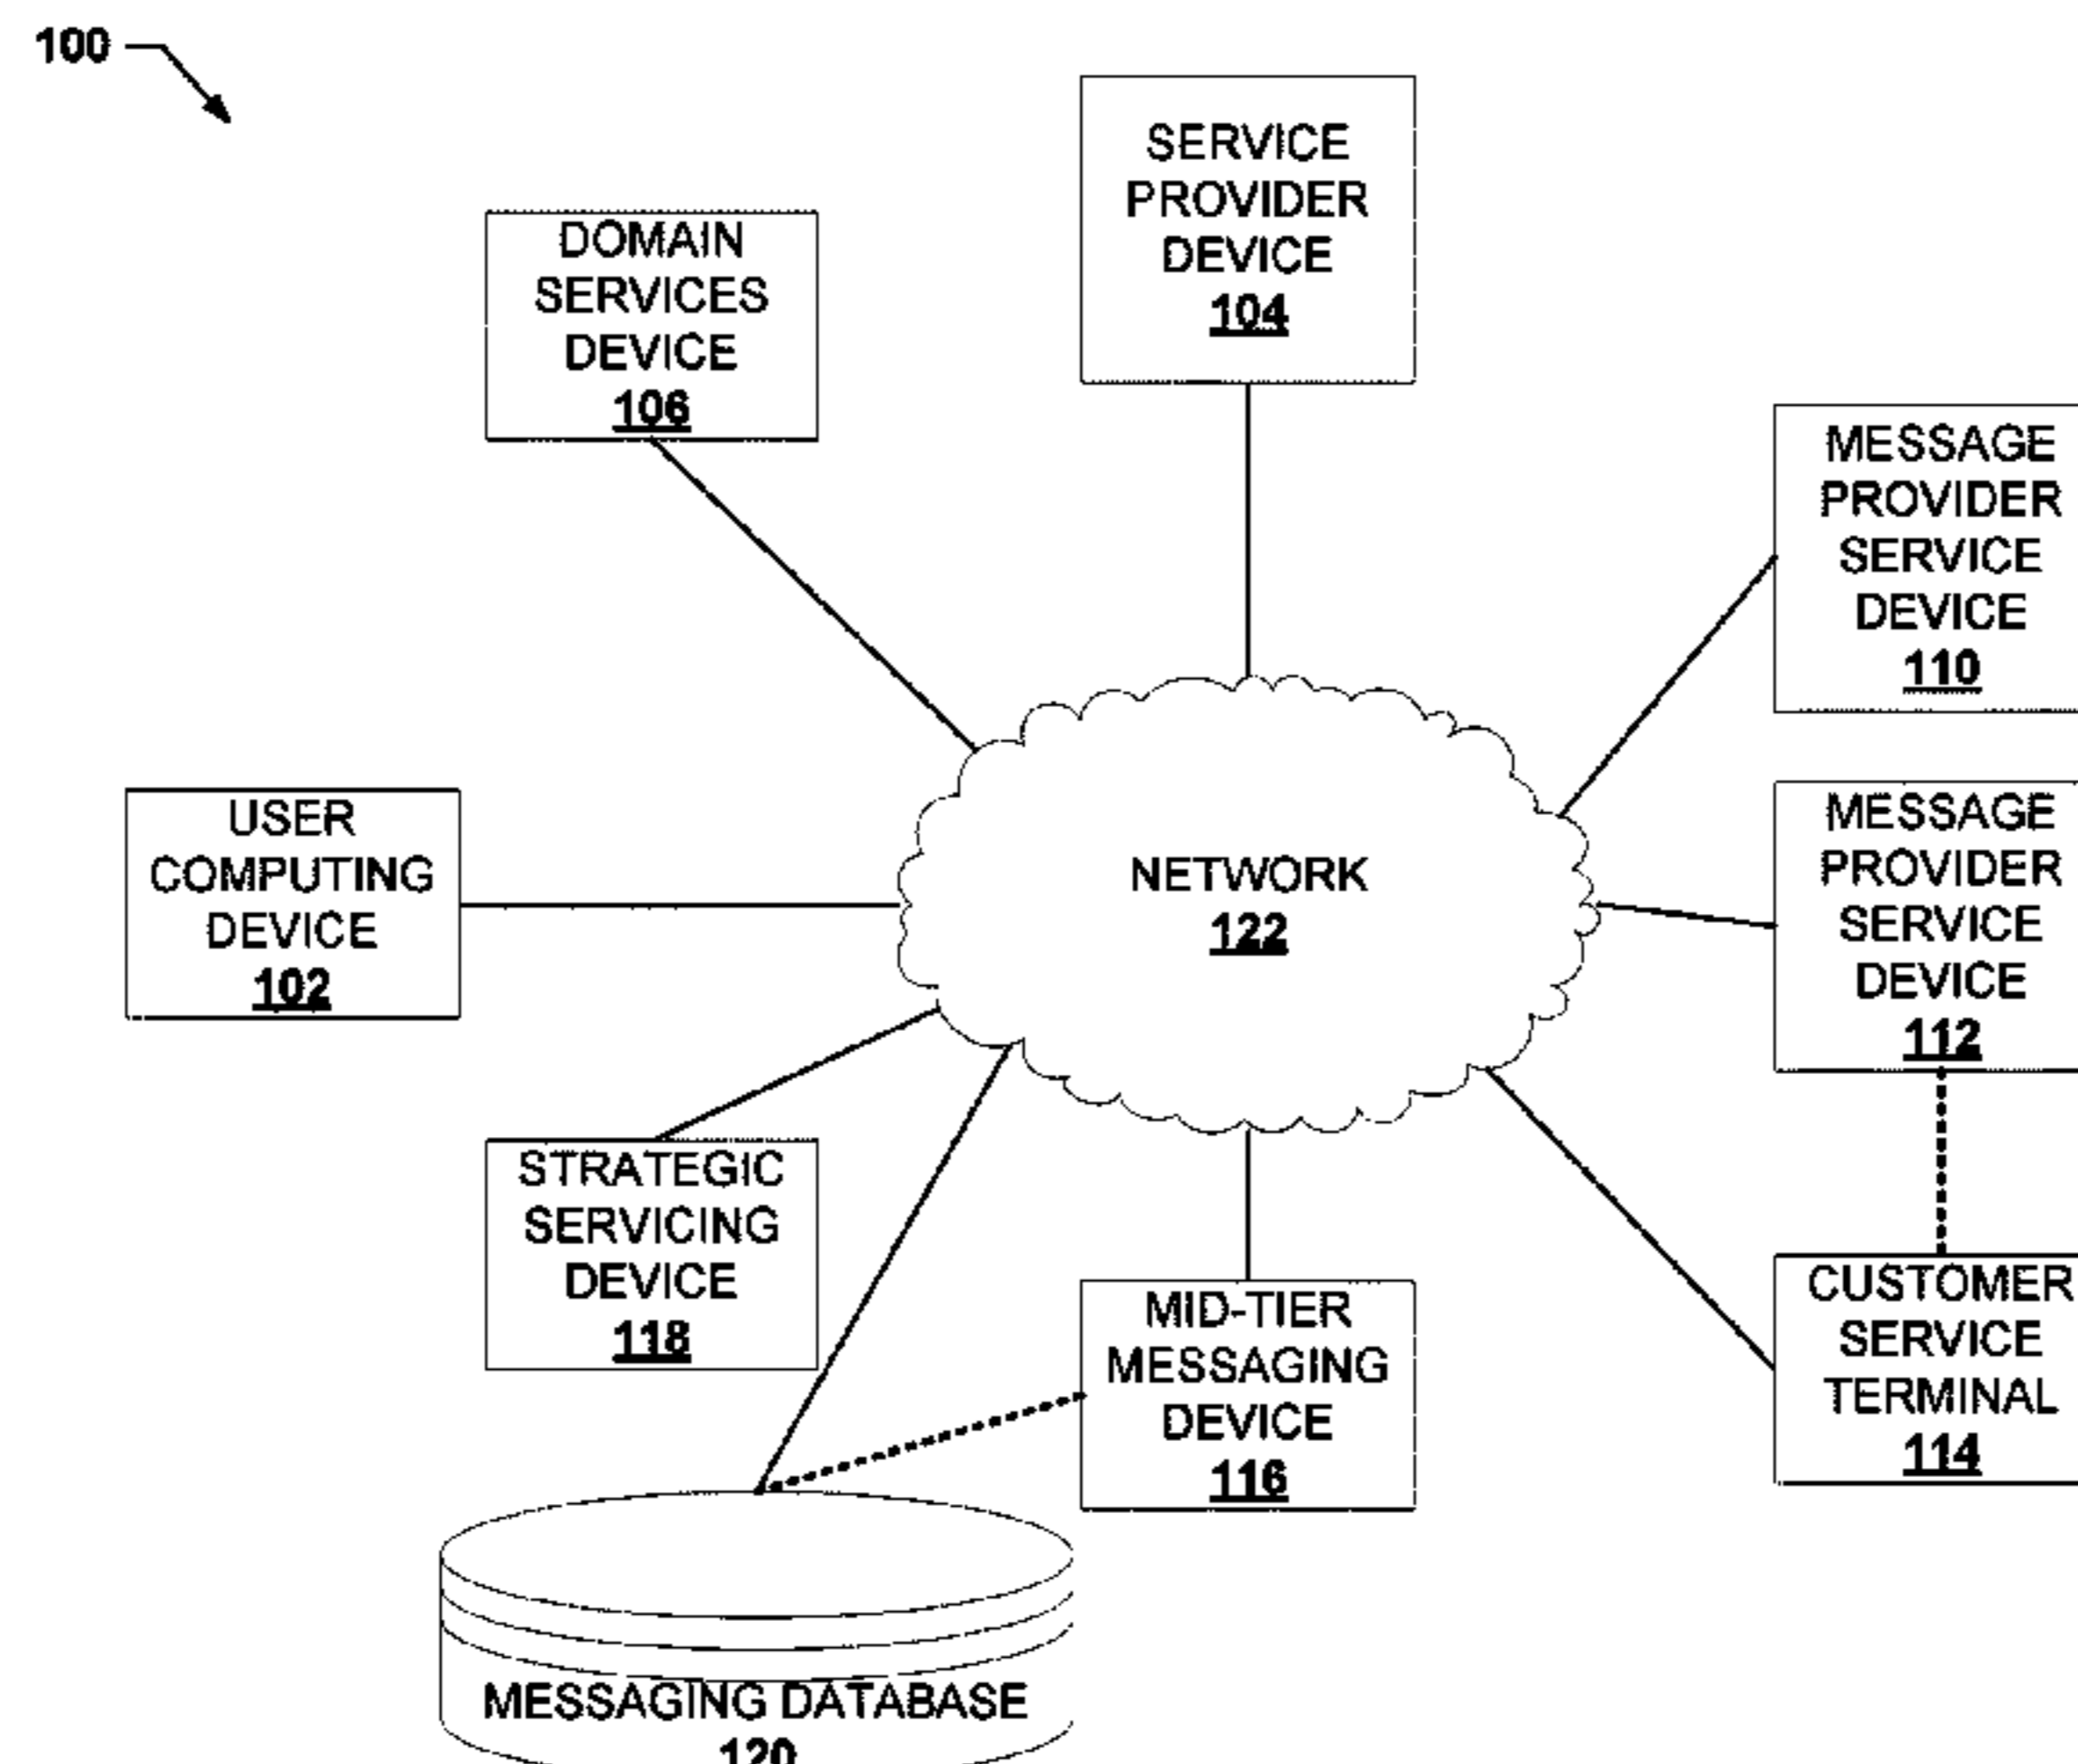 100
SERVICE
PROVIDER
DEVICE
104
DOMAIN
SERVICES
DEVICE
106
MESSAGE
PROVIDER
SERVICE
DEVICE
110
USER
COMPUTING
DEVICE
102
NETWORK
122
MESSAGE
PROVIDER
SERVICE
DEVICE
112
STRATEGIC
SERVICING
DEVICE
118
MID-TIER
MESSAGING
DEVICE
116
CUSTOMER
SERVICE
TERMINAL
114
MESSAGING DATABASE
120